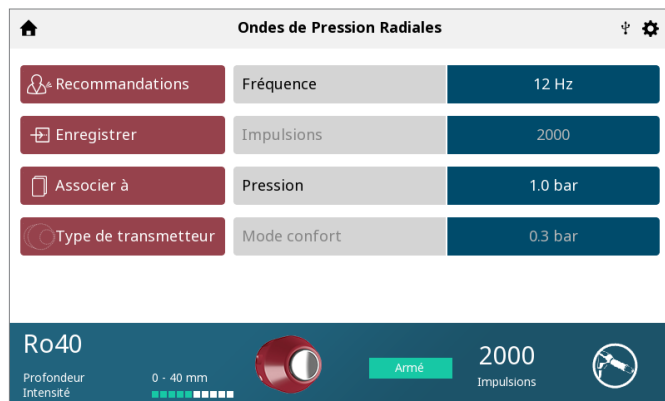 Ondes de Pression Radiales
Recommandations
Fréquence
12 Hz
Enregistrer
Impulsions
2000
Associer à
Pression
1.0 bar
Type de transmetteur
Mode confort
0.3 bar
Ro40
Profondeur
0 - 40 mm
Intensité
Armé
2000
Impulsions